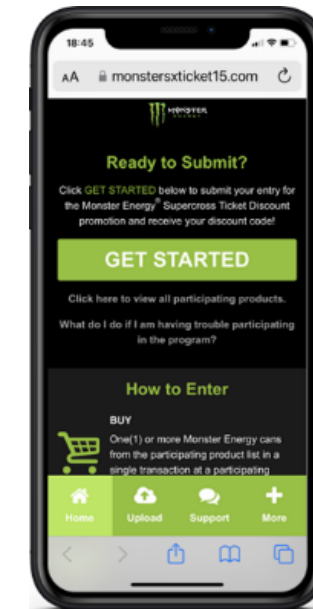 18:45
AA monstersxticket15.com
MONSTER
ENERGY
Ready to Submit?
Click GET STARTED below to submit your entry for
the Monster Energy® Supercross Ticket Discount
promotion and receive your discount code!
GET STARTED
Click here to view all participating products.
What do I do if I am having trouble participating
in the program?
How to Enter
BUY
One(1) or more Monster Energy cans
from the participating product list in a
single transaction at a participating
Home Upload Support More